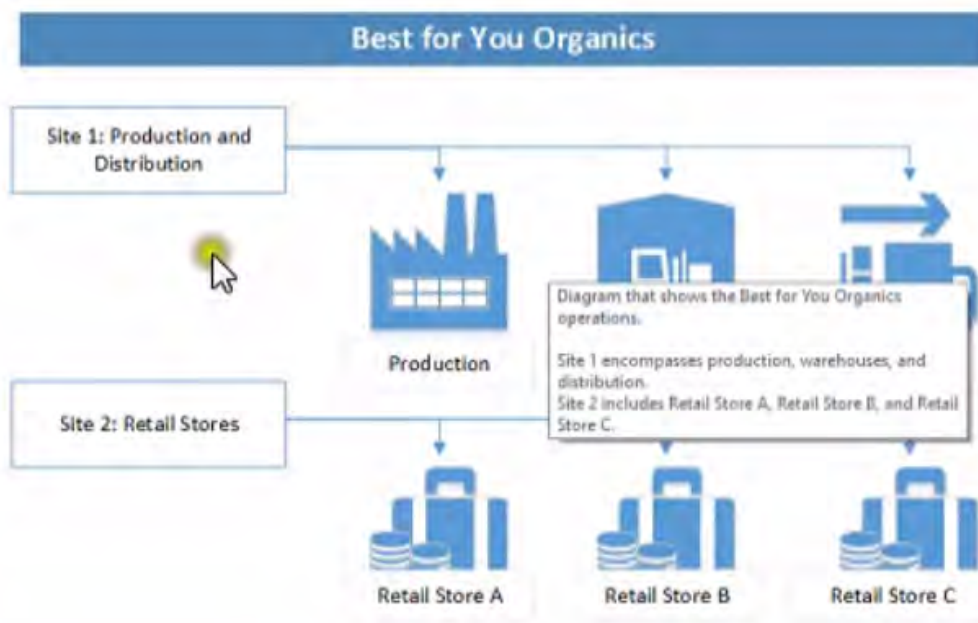 Best for You Organics
Site 1: Production and
Distribution
Diagram that shows the Best for You Organics
operations.
Site 1 encompasses production, warehouses, and
distribution.
Site 2 includes Retail Store A, Retail Store B, and Retail
Store C.
Production
Site 2: Retail Stores
Retail Store A
Retail Store B
Retail Store C